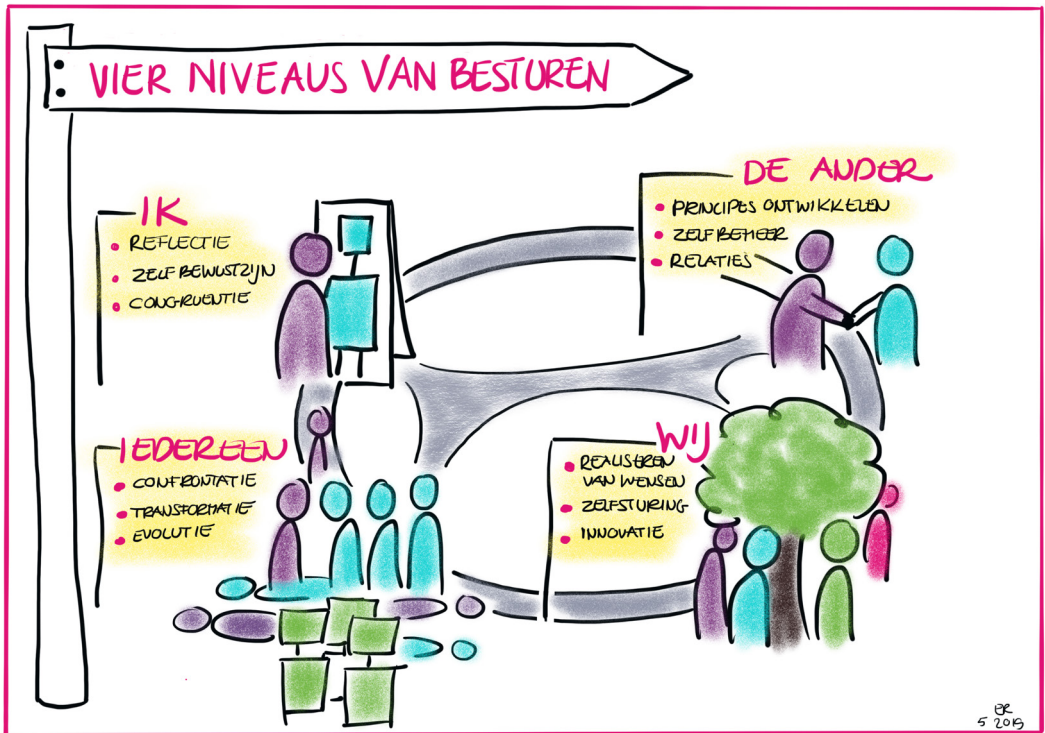 VIER NIVEAUS VAN BESTUREN
IK
• REFLECTIE
• ZELFBEWUSTZIJN
• CONGRUENTIE
DE ANDER
• PRINCIPES ONTWIKKELEN
• ZELFBEHEER
• RELATIES
IEDEREEN
• CONFRONTATIE
• TRANSFORMATIE
• EVOLUTIE
WIJ
• REALISEREN
VAN WENSEN
• ZELFSTURING
• INNOVATIE
ER
5 2019